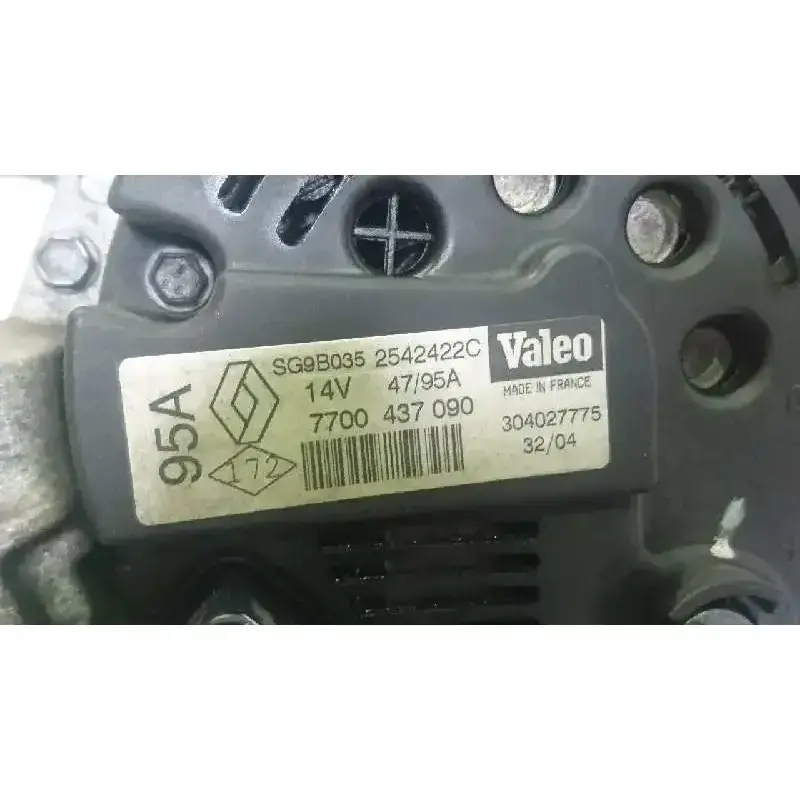 95A
SG9B035 2542422C
14V 47/95A
7700 437 090
172
Valeo
MADE IN FRANCE
304027775
32/04